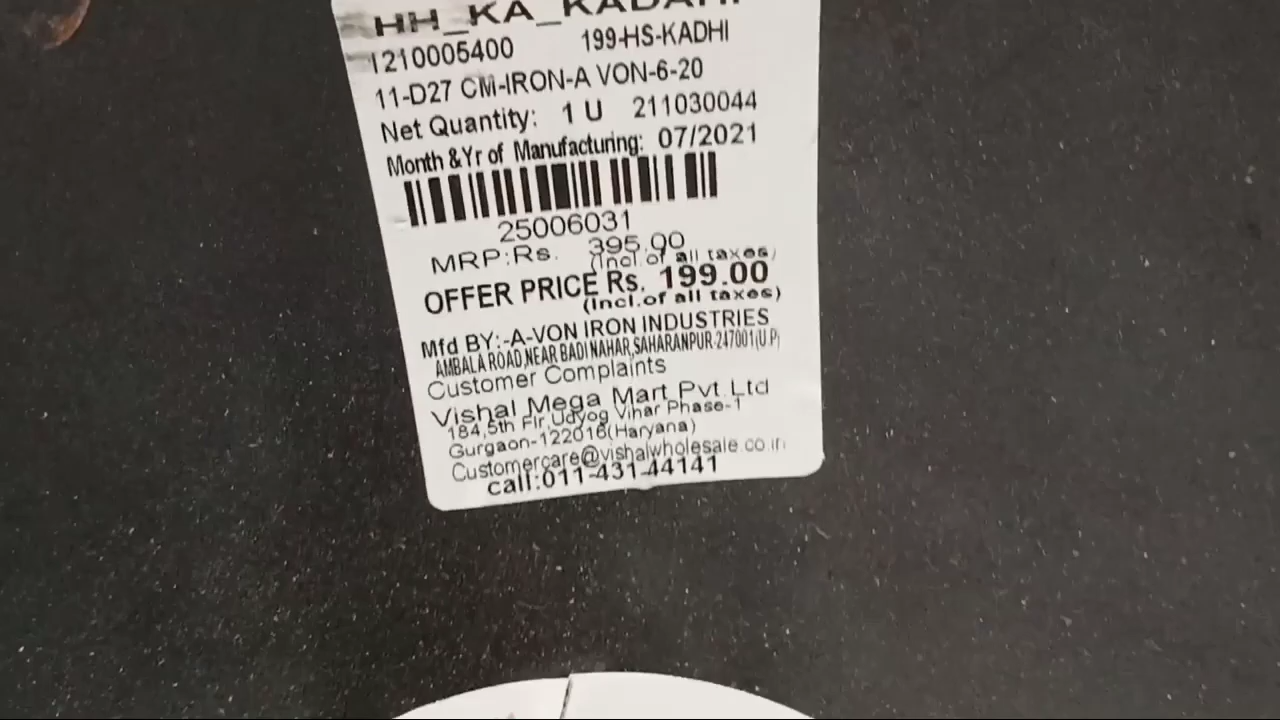 HH_KA_KADAHI
1210005400 199-HS-KADHI
11-D27 CM-IRON-A VON-6-20
Net Quantity: 1 U 211030044
Month &Yr of Manufacturing: 07/2021
25006031
MRP:Rs. 395.00
(Incl.of all taxes)
OFFER PRICE Rs. 199.00
(Incl.of all taxes)
Mfd BY:-A-VON IRON INDUSTRIES
AMBALA ROAD,NEAR BADI NAHAR,SAHARANPUR-247001(U.P)
Customer Complaints
Vishal Mega Mart Pvt.Ltd
184,5th Flr,Udyog Vihar Phase-1
Gurgaon-122016(Haryana)
Customercare@vishalwholesale.co.in
call:011-431-44141